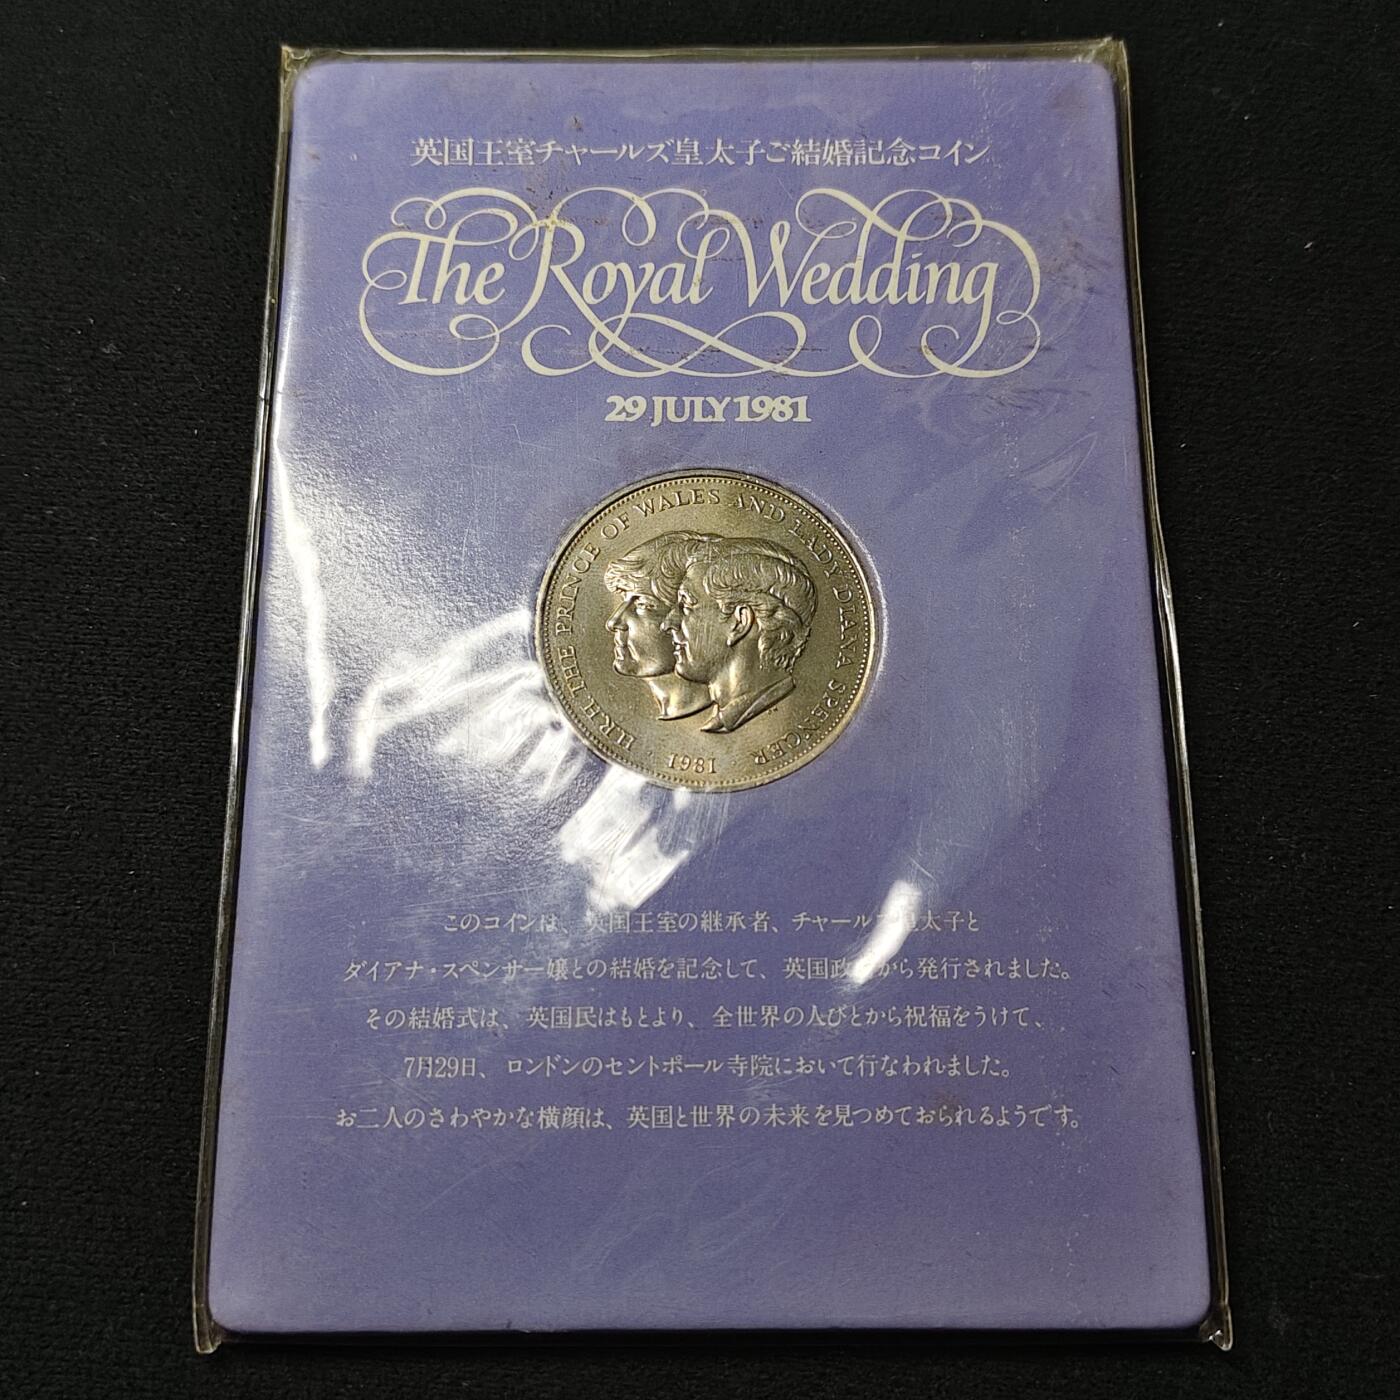 英国王室チャールズ皇太子ご結婚記念コイン
The Royal Wedding
29 JULY 1981
H.R.H. THE PRINCE OF WALES AND LADY DIANA SPENCER
1981
このコインは、英国王室の継承者、チャールズ皇太子と
ダイアナ・スペンサー嬢との結婚を記念して、英国政から発行されました。
その結婚式は、英国民はもとより、全世界の人びとから祝福をうけて、
7月29日、ロンドンのセントポール寺院において行なわれました。
お二人のさわやかな横顔は、英国と世界の未来を見つめておられるようです。